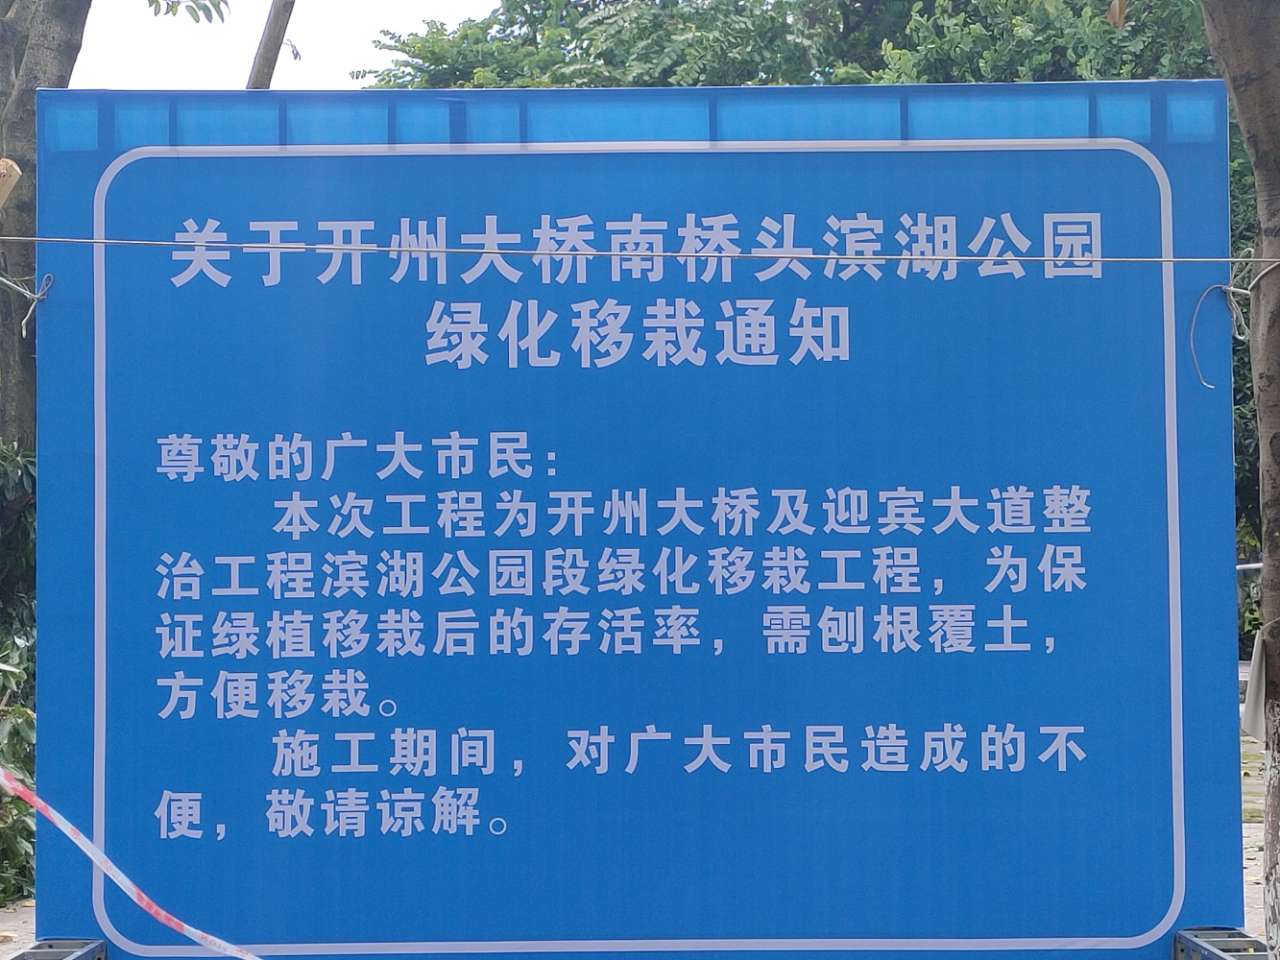 关于开州大桥南桥头滨湖公园
绿化移栽通知
尊敬的广大市民：
本次工程为开州大桥及迎宾大道整
治工程滨湖公园段绿化移栽工程，为保
证绿植移栽后的存活率，需刨根覆土，
方便移栽。
施工期间，对广大市民造成的不
便，敬请谅解。